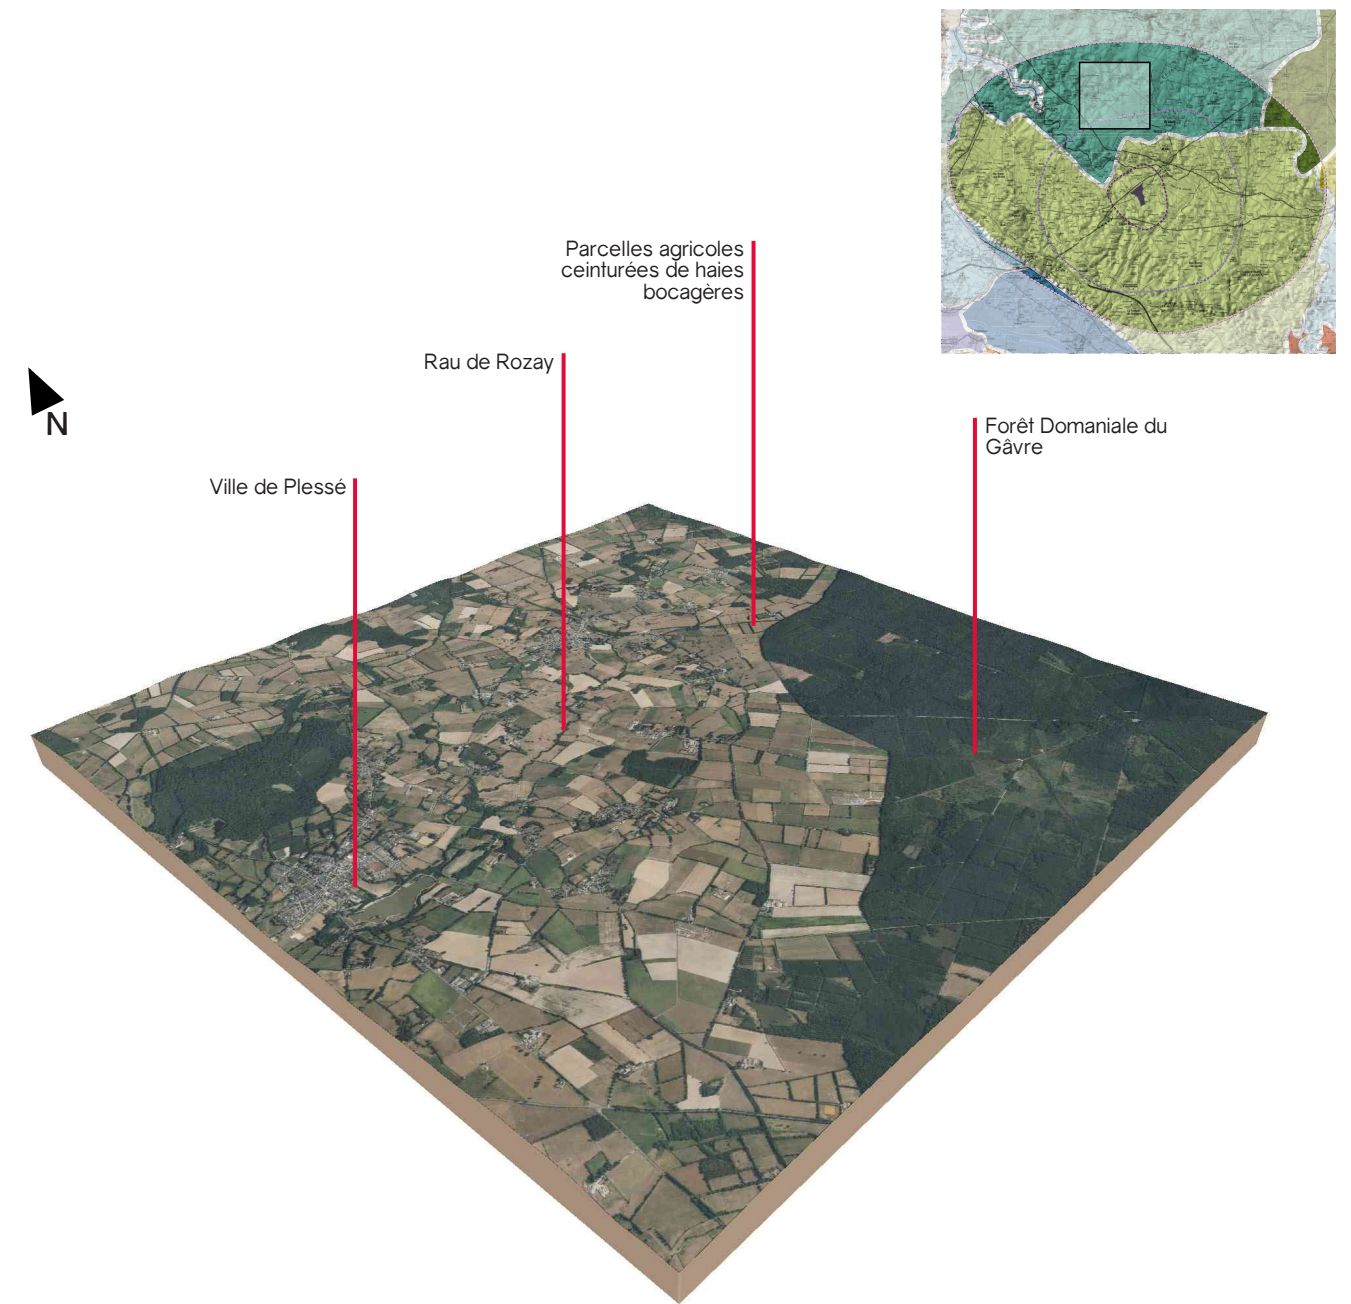 Parcelles agricoles
ceinturées de haies
bocagères
Rau de Rozay
N
Forêt Domaniale du
Gâvre
Ville de Plessé